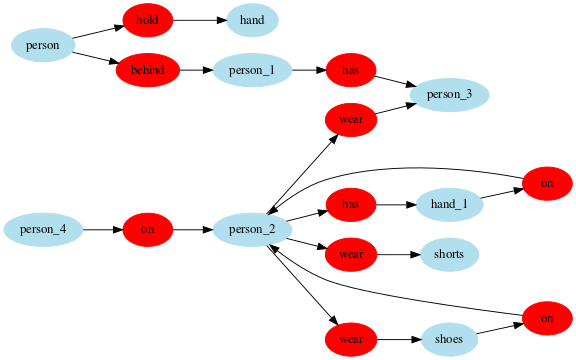 hold
hand
person
behind
person_1
has
person_3
wear
on
has
hand_1
person_4
on
person_2
wear
shorts
on
wear
shoes